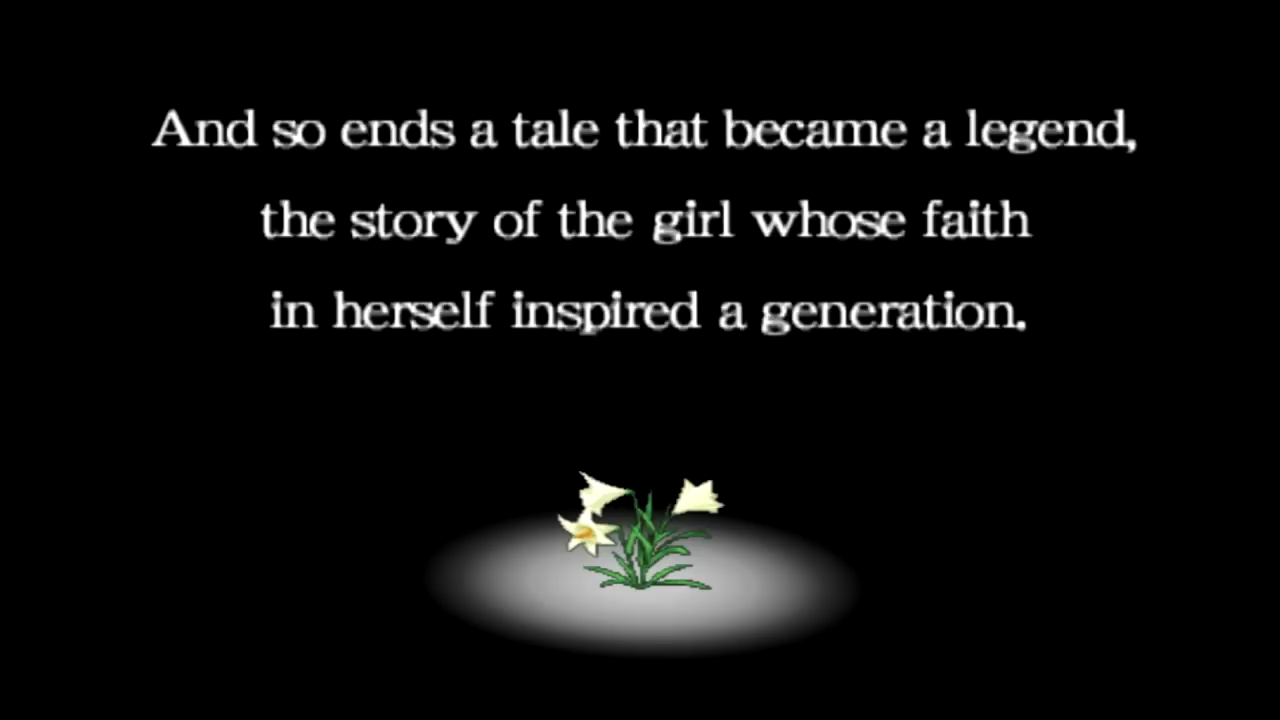 And so ends a tale that became a legend,
the story of the girl whose faith
in herself inspired a generation.